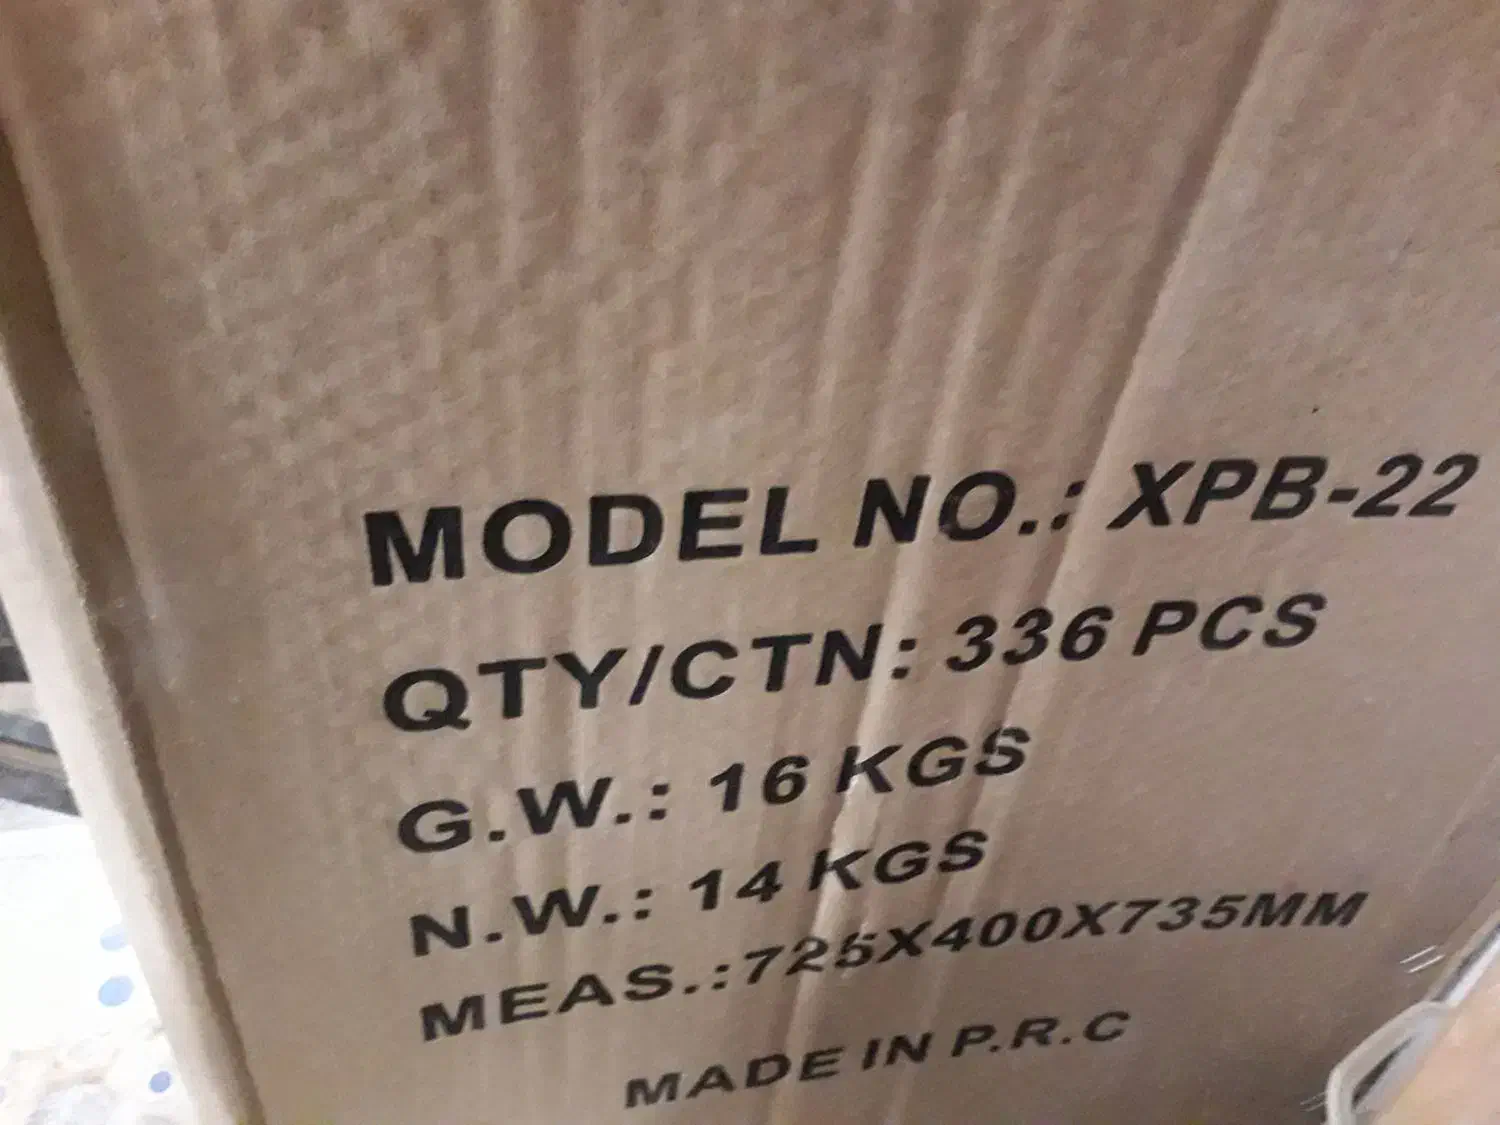 MODEL NO.: XPB-22
QTY/CTN: 336 PCS
G.W.: 16 KGS
N.W.: 14 KGS
MEAS.:725X400X735MM
MADE IN P.R.C